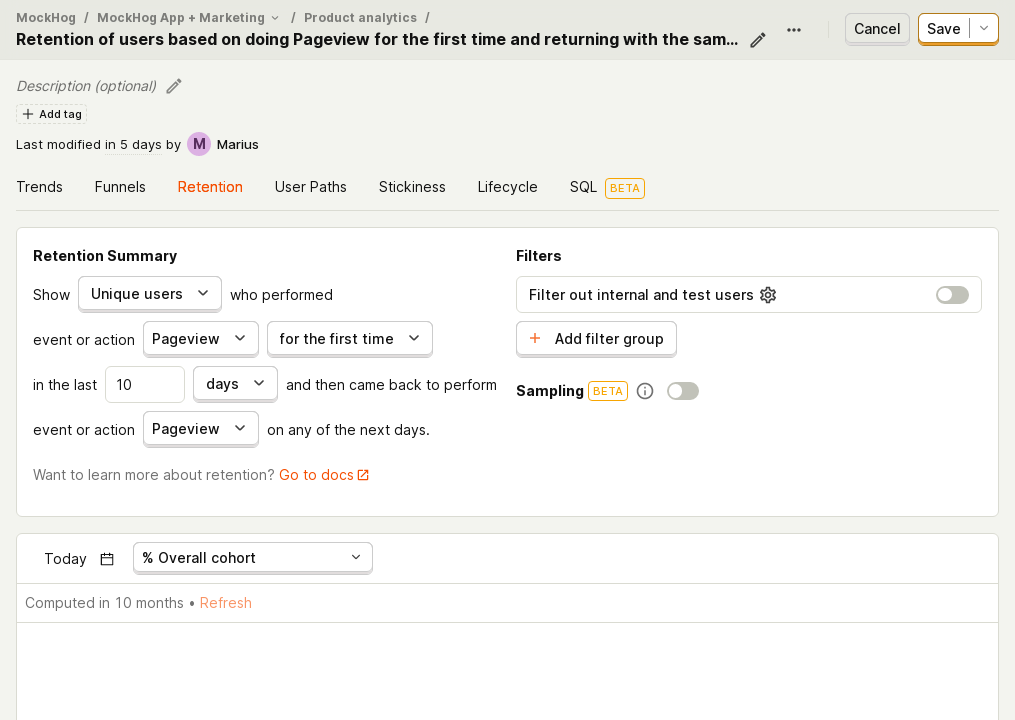 MockHog / MockHog App + Marketing / Product analytics /
Retention of users based on doing Pageview for the first time and returning with the sam...
Cancel
Save
Description (optional)
Add tag
Last modified in 5 days by M Marius
Trends Funnels Retention User Paths Stickiness Lifecycle SQL BETA
Retention Summary
Show Unique users who performed
event or action Pageview for the first time
in the last 10 days and then came back to perform
event or action Pageview on any of the next days.
Want to learn more about retention? Go to docs
Filters
Filter out internal and test users
+ Add filter group
Sampling BETA
Today % Overall cohort
Computed in 10 months • Refresh